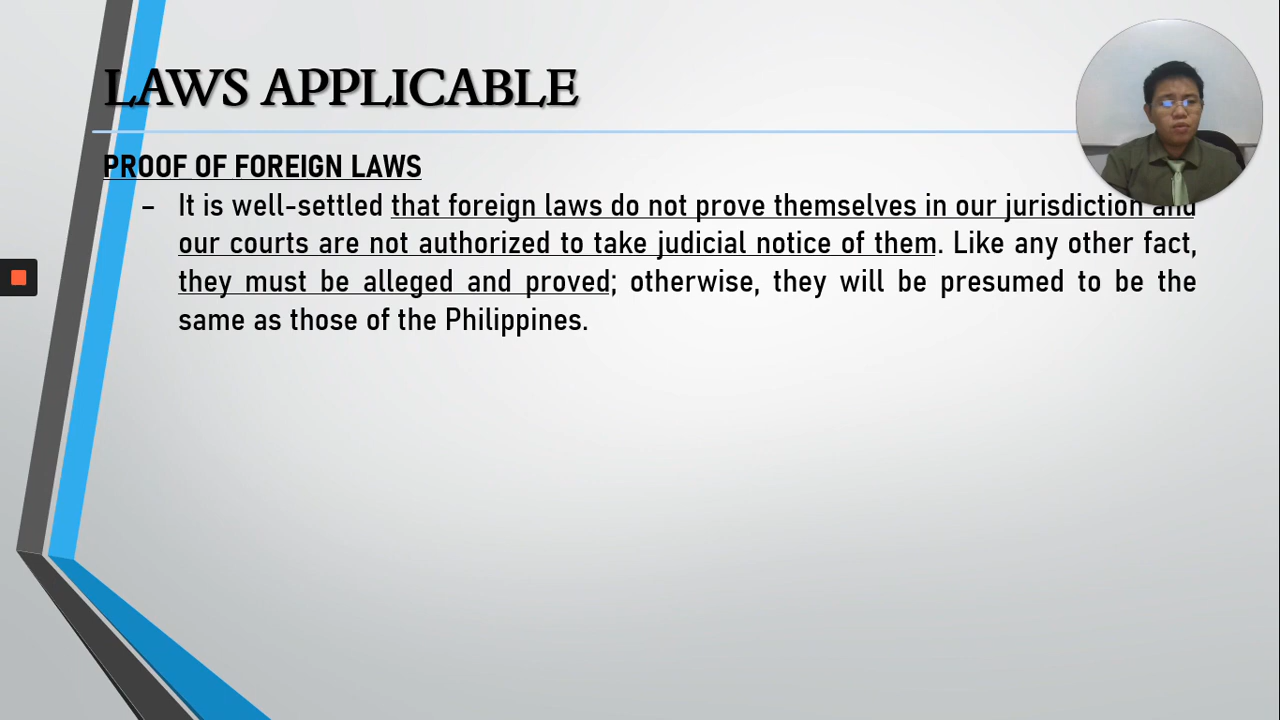 LAWS APPLICABLE
PROOF OF FOREIGN LAWS
- It is well-settled that foreign laws do not prove themselves in our jurisdiction and
our courts are not authorized to take judicial notice of them. Like any other fact,
they must be alleged and proved; otherwise, they will be presumed to be the
same as those of the Philippines.